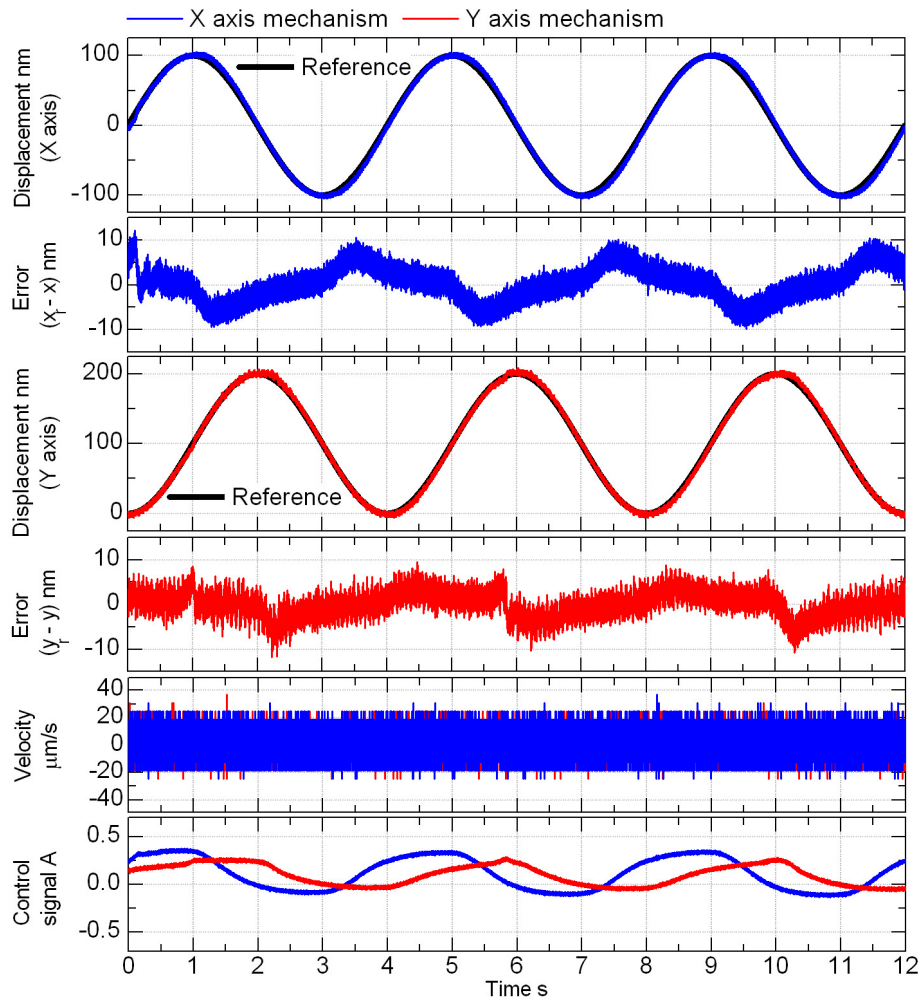 X axis mechanism Y axis mechanism
Displacement nm
(X axis)
100
0
-100
Reference
Error
(xr - x) nm
10
0
-10
Displacement nm
(Y axis)
200
100
0
Reference
Error
(yr - y) nm
10
0
-10
Velocity
μm/s
40
20
0
-20
-40
Control
signal A
0.5
0.0
-0.5
0 1 2 3 4 5 6 7 8 9 10 11 12
Time s